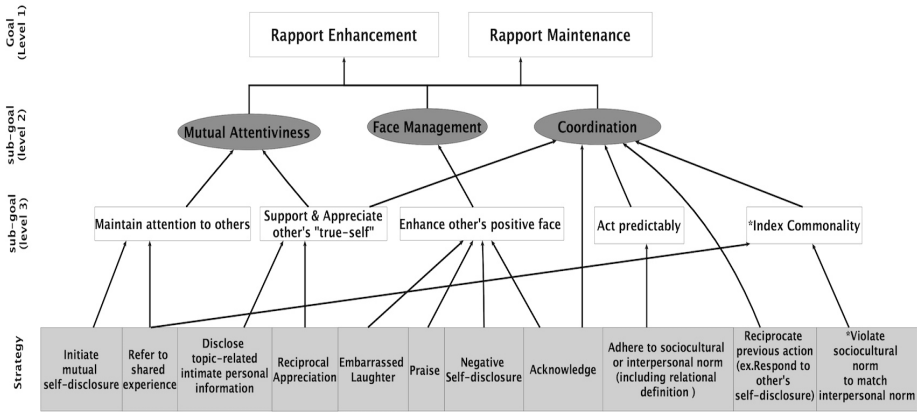 Goal
(Level 1)
Rapport Enhancement
Rapport Maintenance
sub-goal
(level 2)
Mutual Attentiviness
Face Management
Coordination
sub-goal
(level 3)
Maintain attention to others
Support & Appreciate
other's "true-self"
Enhance other's positive face
Act predictably
*Index Commonality
Strategy
Initiate
mutual
self-disclosure
Refer to
shared
experience
Disclose
topic-related
intimate personal
information
Reciprocal
Appreciation
Embarrassed
Laughter
Praise
Negative
Self-disclosure
Acknowledge
Adhere to sociocultural
or interpersonal norm
(including relational
definition )
Reciprocate
previous action
(ex.Respond to
other's
self-disclosure)
*Violate
sociocultural
norm
to match
interpersonal norm